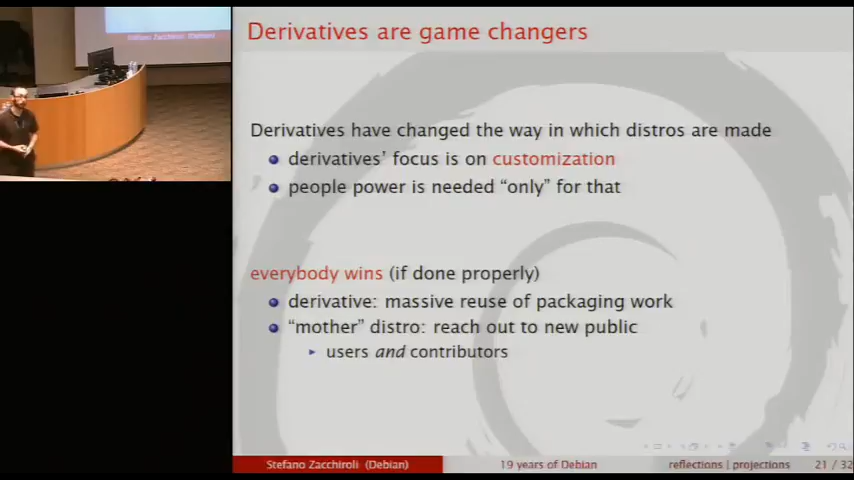 Derivatives are game changers
Derivatives have changed the way in which distros are made
derivatives' focus is on customization
people power is needed “only” for that
everybody wins (if done properly)
derivative: massive reuse of packaging work
“mother” distro: reach out to new public
users and contributors
Stefano Zacchiroli (Debian)
19 years of Debian
reflections | projections
21 / 32